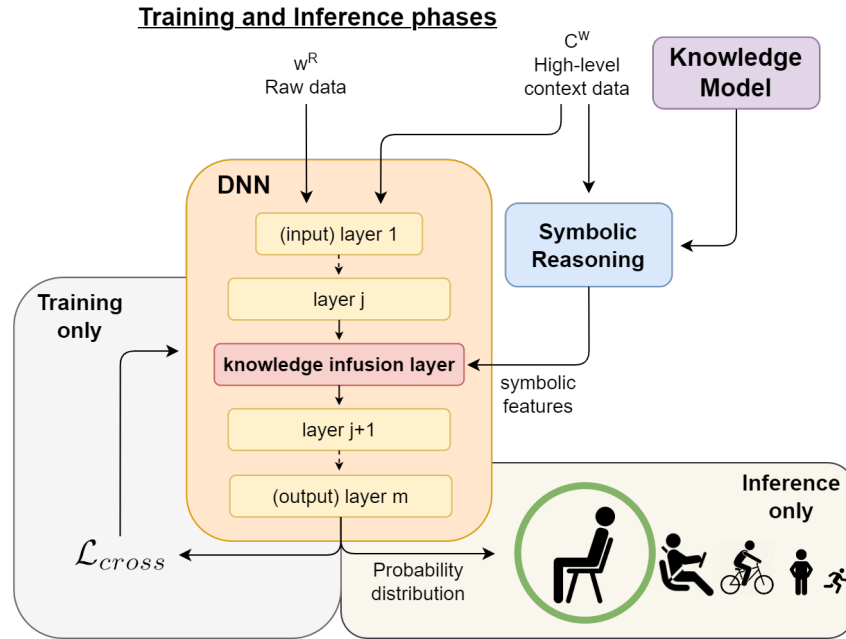 Training and Inference phases
w^R
Raw data
C^W
High-level
context data
Knowledge
Model
DNN
(input) layer 1
Symbolic
Reasoning
layer j
Training
only
knowledge infusion layer
symbolic
features
layer j+1
(output) layer m
Inference
only
ℒ_cross
Probability
distribution